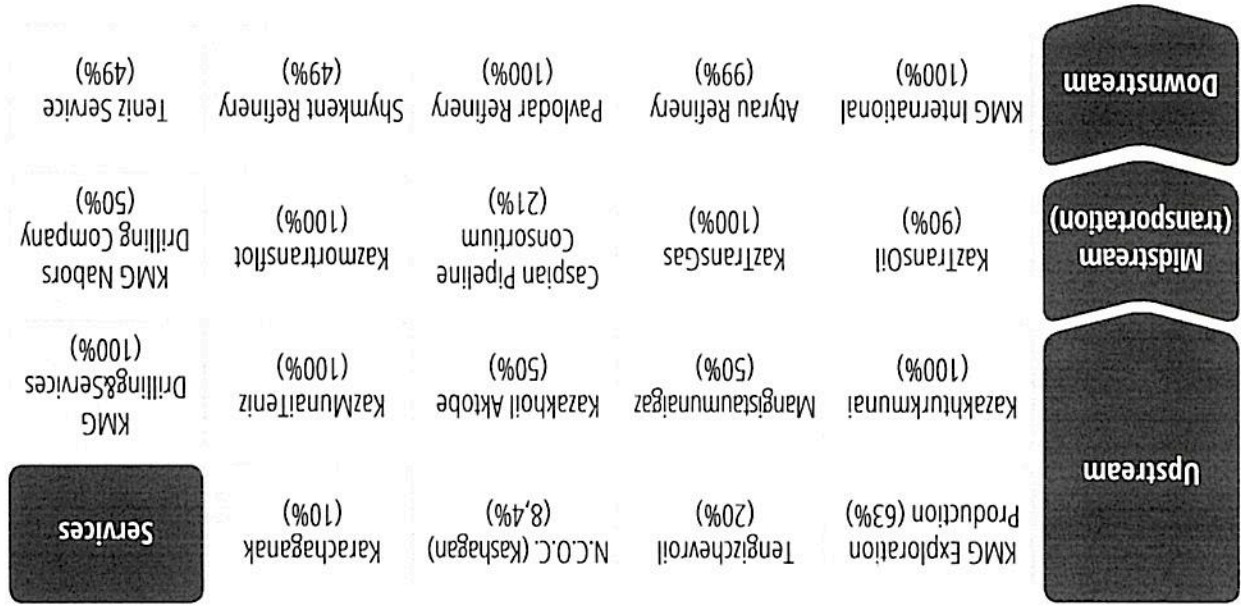 Upstream
KMG Exploration
Production (63%)
Tengizchevroil
(20%)
N.C.O.C. (Kashagan)
(8,4%)
Karachaganak
(10%)
Services
Kazakhturkmunai
(100%)
Mangistaumunaigaz
(50%)
Kazakhoil Aktobe
(50%)
KazMunaiTeniz
(100%)
KMG
Drilling&Services
(100%)
Midstream
(transportation)
KazTransOil
(90%)
KazTransGas
(100%)
Caspian Pipeline
Consortium
(21%)
Kazmortransflot
(100%)
KMG Nabors
Drilling Company
(50%)
Downstream
KMG International
(100%)
Atyrau Refinery
(99%)
Pavlodar Refinery
(100%)
Shymkent Refinery
(49%)
Teniz Service
(49%)